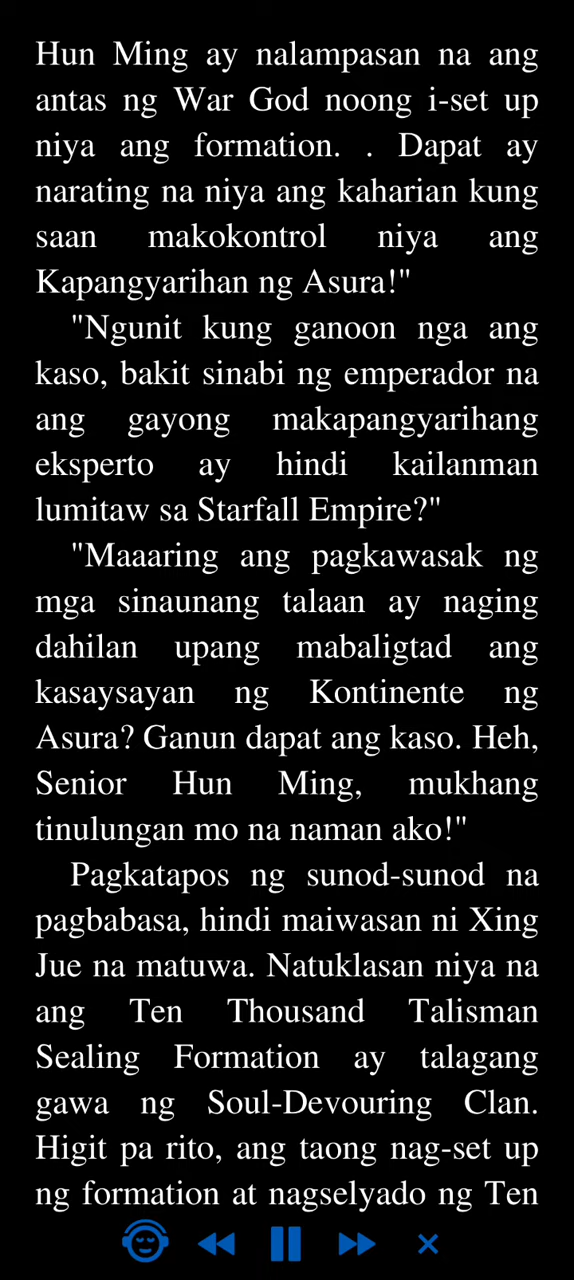 Hun Ming ay nalampasan na ang
antas ng War God noong i-set up
niya ang formation. . Dapat ay
narating na niya ang kaharian kung
saan makokontrol niya ang
Kapangyarihan ng Asura!"
"Ngunit kung ganoon nga ang
kaso, bakit sinabi ng emperador na
ang gayong makapangyarihang
eksperto ay hindi kailanman
lumitaw sa Starfall Empire?"
"Maaaring ang pagkawasak ng
mga sinaunang talaan ay naging
dahilan upang mabaligtad ang
kasaysayan ng Kontinente ng
Asura? Ganun dapat ang kaso. Heh,
Senior Hun Ming, mukhang
tinulungan mo na naman ako!"
Pagkatapos ng sunod-sunod na
pagbabasa, hindi maiwasan ni Xing
Jue na matuwa. Natuklasan niya na
ang Ten Thousand Talisman
Sealing Formation ay talagang
gawa ng Soul-Devouring Clan.
Higit pa rito, ang taong nag-set up
ng formation at nagselyado ng Ten